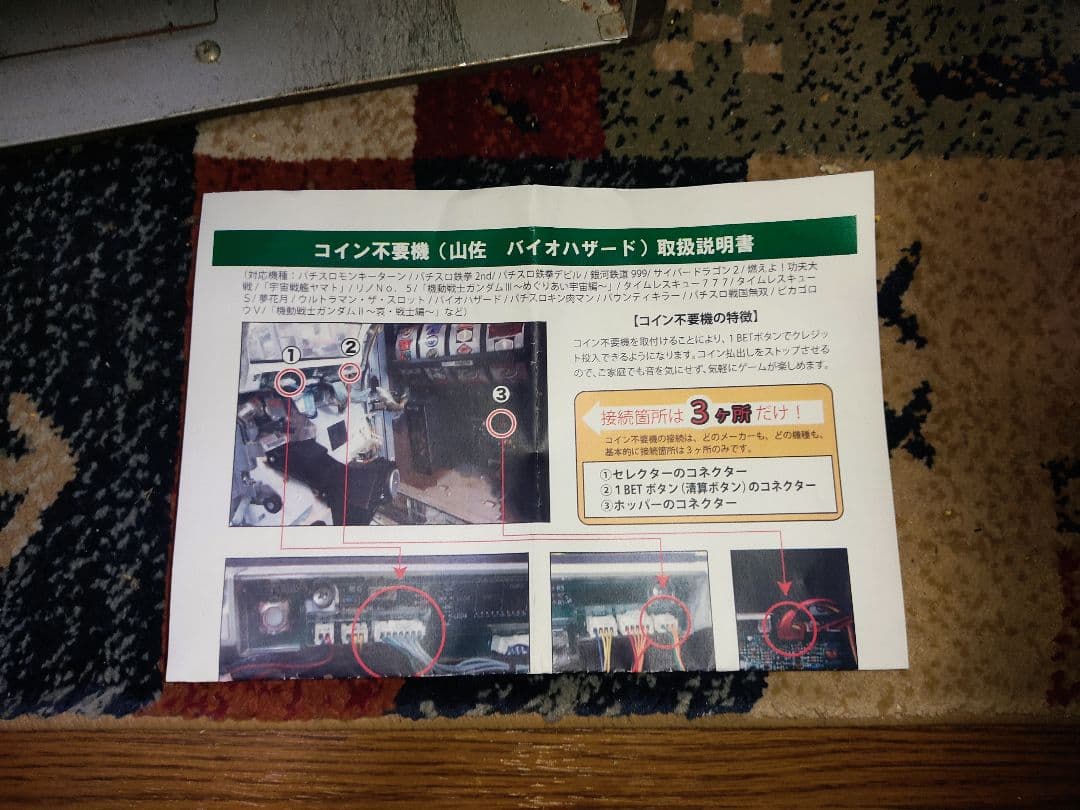 コイン不要機（山佐　バイオハザード）取扱説明書
（対応機種：パチスロモンキーターン/パチスロ鉄拳2nd/パチスロ鉄拳デビル/銀河鉄道999/サイバードラゴン2/燃えよ！功夫大
戦/「宇宙戦艦ヤマト」/リノNo．5/「機動戦士ガンダムⅢ～めぐりあい宇宙編～」/タイムレスキュー777/タイムレスキュー
S/夢花月/ウルトラマン・ザ・スロット/バイオハザード/パチスロキン肉マン/バウンティキラー/パチスロ戦国無双/ピカゴロ
ウV/「機動戦士ガンダムⅡ～哀・戦士編～」など）
【コイン不要機の特徴】
コイン不要機を取付けることにより、1BETボタンでクレジッ
ト投入できるようになります。コイン払出しをストップさせる
ので、ご家庭でも音を気にせず、気軽にゲームが楽しめます。
① ② ③
接続箇所は3ヶ所だけ！
コイン不要機の接続は、どのメーカーも、どの機種も、
基本的に接続箇所は3ヶ所のみです。
①セレクターのコネクター
②1BETボタン（清算ボタン）のコネクター
③ホッパーのコネクター